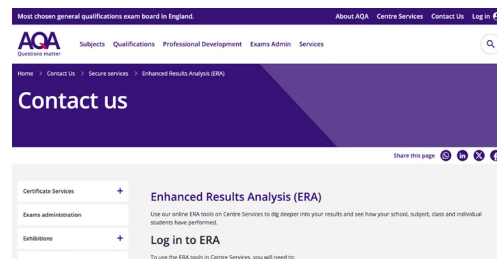 Most chosen general qualifications exam board in England.
About AQA Centre Services Contact Us Log in
AQA
Questions matter
Subjects Qualifications Professional Development Exams Admin Services
Home > Contact Us > Secure services > Enhanced Results Analysis (ERA)
Contact us
Share this page
Certificate Services +
Exams administration
Exhibitions +
Enhanced Results Analysis (ERA)
Use our online ERA tools on Centre Services to dig deeper into your results and see how your school, subject, class and individual
students have performed.
Log in to ERA
To use the ERA tools in Centre Services, you will need to: